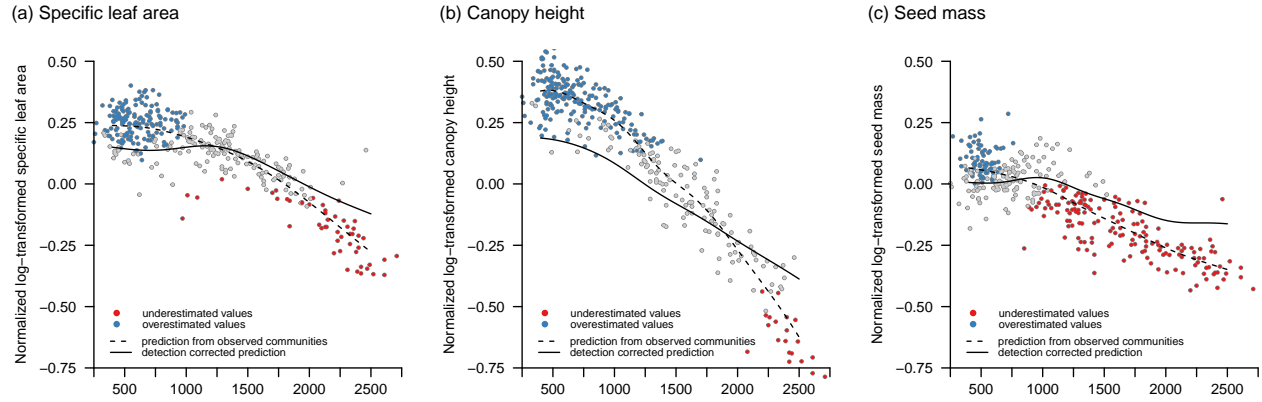 (a) Specific leaf area
Normalized log−transformed specific leaf area
0.50
0.25
0.00
−0.25
−0.50
−0.75
underestimated values
overestimated values
prediction from observed communities
detection corrected prediction
500 1000 1500 2000 2500
(b) Canopy height
Normalized log−transformed canopy height
0.50
0.25
0.00
−0.25
−0.50
−0.75
underestimated values
overestimated values
prediction from observed communities
detection corrected prediction
500 1000 1500 2000 2500
(c) Seed mass
Normalized log−transformed seed mass
0.50
0.25
0.00
−0.25
−0.50
−0.75
underestimated values
overestimated values
prediction from observed communities
detection corrected prediction
500 1000 1500 2000 2500